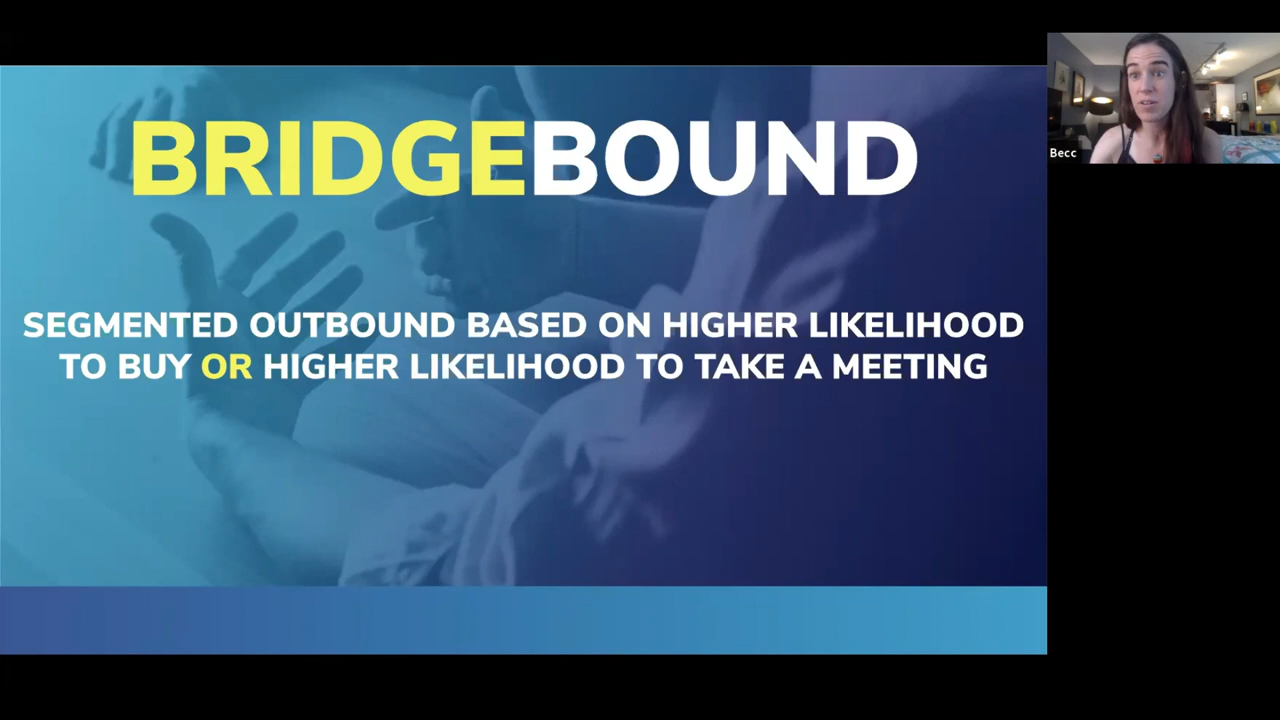 BRIDGEBOUND
SEGMENTED OUTBOUND BASED ON HIGHER LIKELIHOOD
TO BUY OR HIGHER LIKELIHOOD TO TAKE A MEETING
Becc